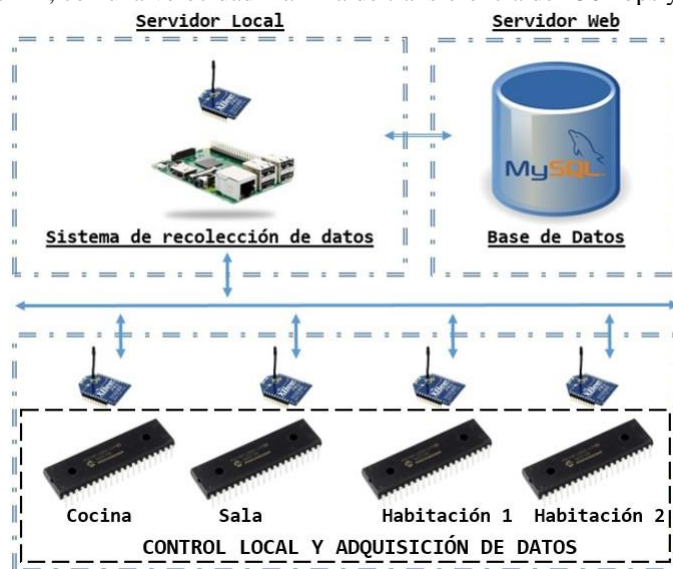 Servidor Local
Servidor Web
MySQL
Sistema de recolección de datos
Base de Datos
Cocina
Sala
Habitación 1
Habitación 2
CONTROL LOCAL Y ADQUISICIÓN DE DATOS